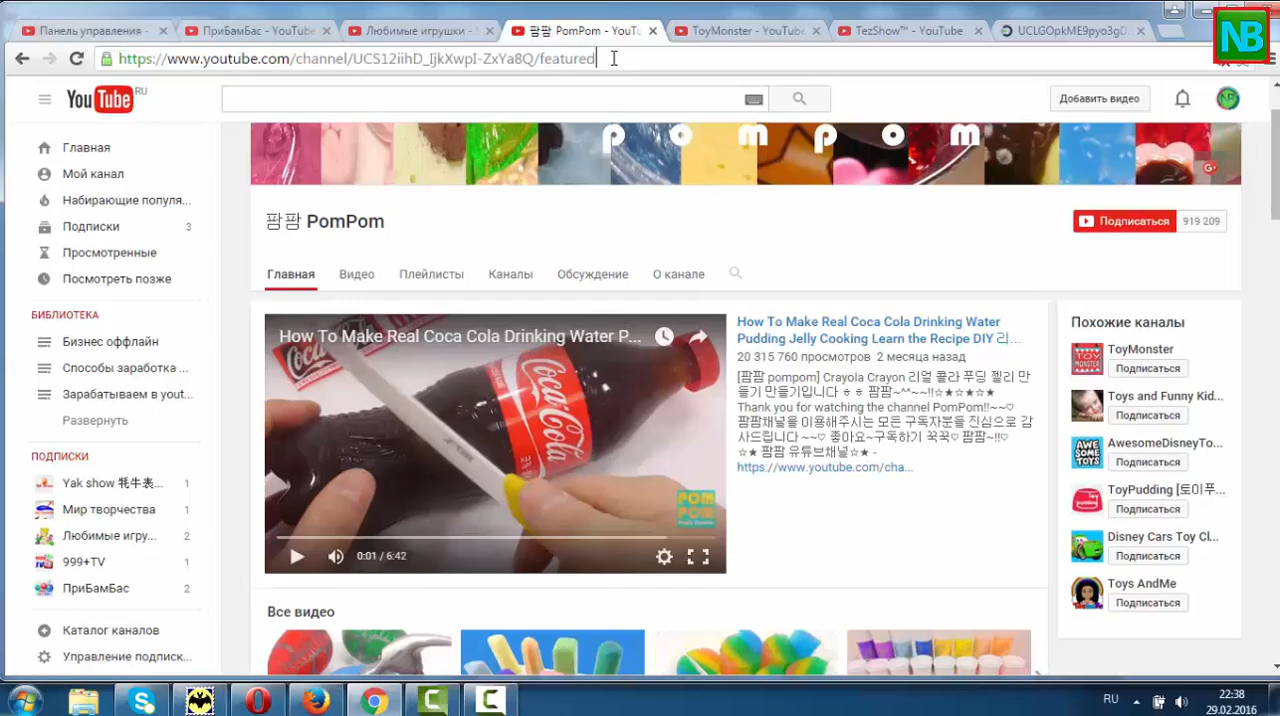 Панель управления -
ПриБамБас - YouTube
Любимые игрушки - 
팜팜 PomPom - YouT
ToyMonster - YouTube
TezShow™ - YouTube
UCLGOpkME9pyo3gD
NB
https://www.youtube.com/channel/UCS12iihD_IjkXwpI-ZxYa8Q/featured
YouTube RU
Добавить видео
p o m p o m
Главная
Мой канал
Набирающие популя...
Подписки 3
Просмотренные
Посмотреть позже
БИБЛИОТЕКА
Бизнес оффлайн
Способы заработка ...
Зарабатываем в yout...
Развернуть
ПОДПИСКИ
Yak show 牦牛表... 1
Мир творчества 1
Любимые игру... 2
999+TV 1
ПриБамБас 2
Каталог каналов
Управление подписк...
팜팜 PomPom
Подписаться 919 209
Главная Видео Плейлисты Каналы Обсуждение О канале
How To Make Real Coca Cola Drinking Water P...
Coca-Cola
POM
POM
0:01 / 6:42
How To Make Real Coca Cola Drinking Water
Pudding Jelly Cooking Learn the Recipe DIY 리...
20 315 760 просмотров 2 месяца назад
[팜팜 pompom] Crayola Crayon 리얼 콜라 푸딩 젤리 만
들기 만들기입니다 ㅎㅎ 팜팜~^^~~!!☆★☆★☆
Thank you for watching the channel PomPom!!~~♡
팜팜채널을 이용해주시는 모든 구독자분들 진심으로 감
사드립니다 ~~♡ 좋아요~구독하기 꾹꾹♡ 팜팜~!!♡
☆★ 팜팜 유튜브채널☆★ -
https://www.youtube.com/cha...
Все видео
Похожие каналы
TOY MONSTER
ToyMonster
Подписаться
Toys and Funny Kid...
Подписаться
AWE SOME TOYS
AwesomeDisneyTo...
Подписаться
ToyPudding [토이푸...
Подписаться
Disney Cars Toy Cl...
Подписаться
Toys AndMe
Подписаться
RU
22:38
29.02.2016